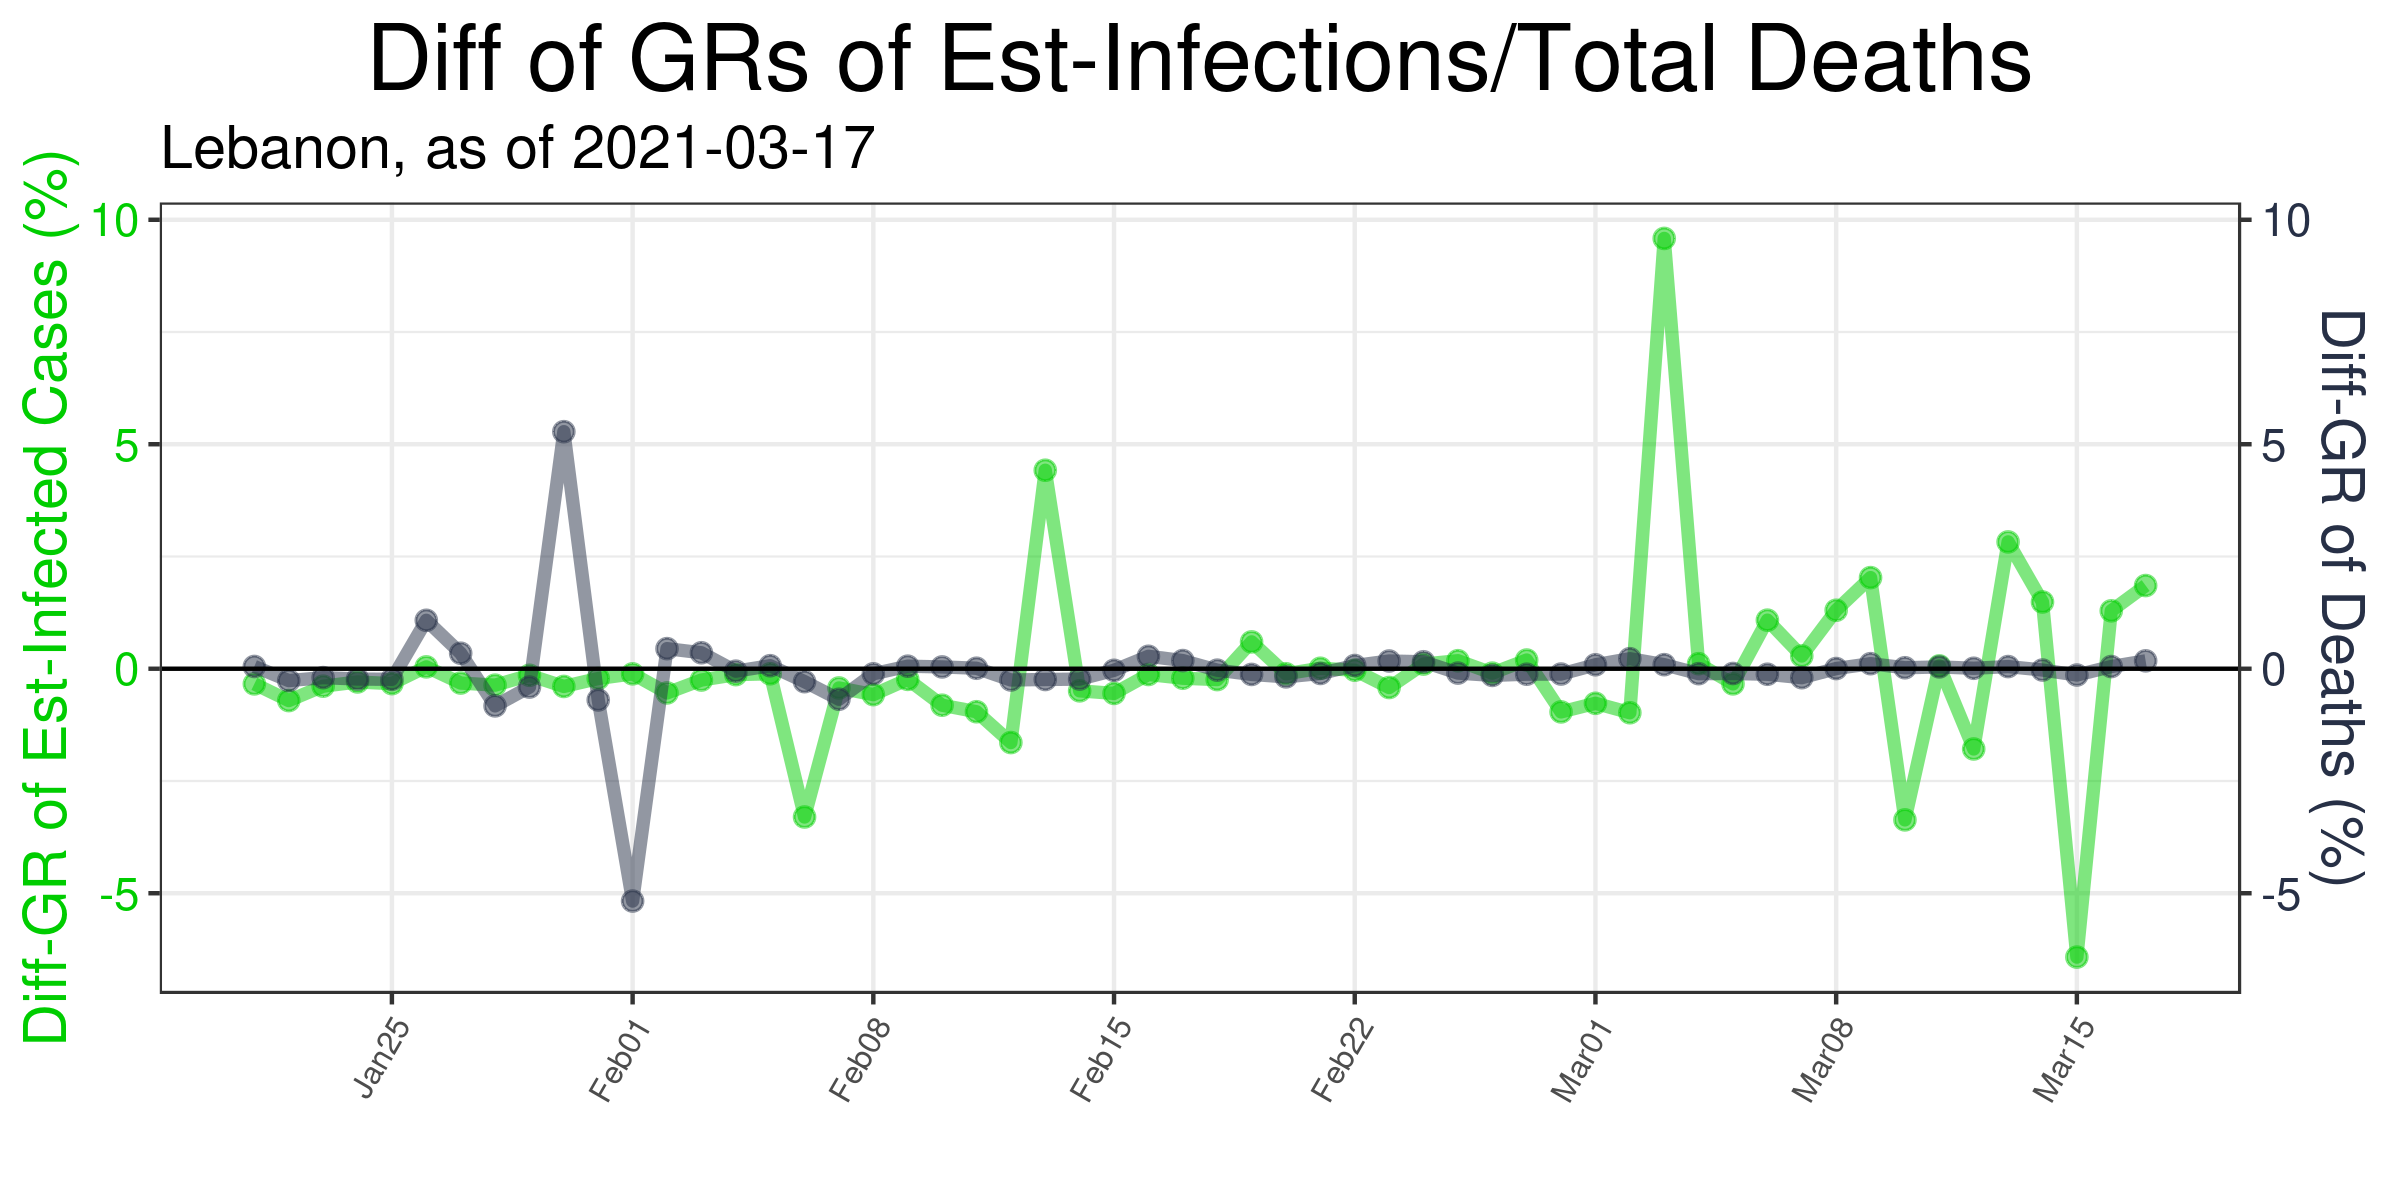 Diff of GRs of Est-Infections/Total Deaths
Lebanon, as of 2021-03-17
Diff-GR of Est-Infected Cases (%)
10
5
0
-5
10
5
0
-5
Diff-GR of Deaths (%)
Jan25
Feb01
Feb08
Feb15
Feb22
Mar01
Mar08
Mar15